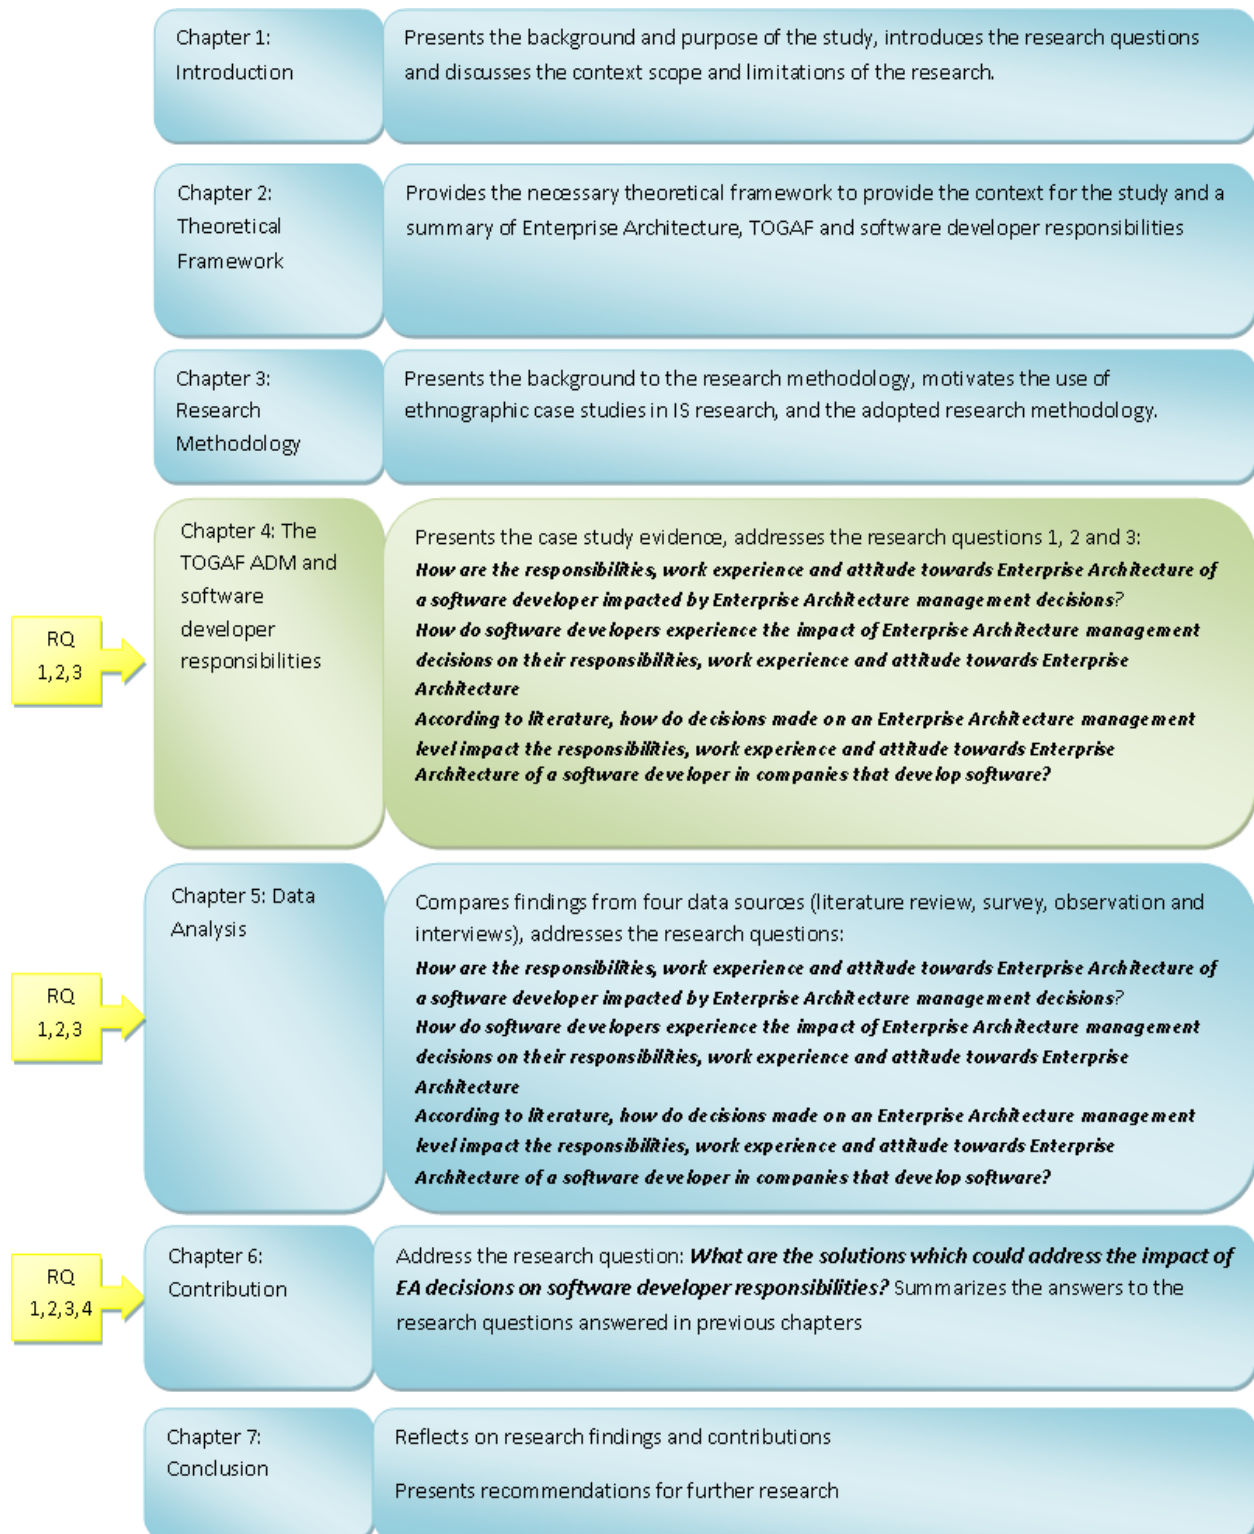 Chapter 1:
Introduction
Presents the background and purpose of the study, introduces the research questions
and discusses the context scope and limitations of the research.
Chapter 2:
Theoretical
Framework
Provides the necessary theoretical framework to provide the context for the study and a
summary of Enterprise Architecture, TOGAF and software developer responsibilities
Chapter 3:
Research
Methodology
Presents the background to the research methodology, motivates the use of
ethnographic case studies in IS research, and the adopted research methodology.
RQ
1,2,3
Chapter 4: The
TOGAF ADM and
software
developer
responsibilities
Presents the case study evidence, addresses the research questions 1, 2 and 3:
How are the responsibilities, work experience and attitude towards Enterprise Architecture of
a software developer impacted by Enterprise Architecture management decisions?
How do software developers experience the impact of Enterprise Architecture management
decisions on their responsibilities, work experience and attitude towards Enterprise
Architecture
According to literature, how do decisions made on an Enterprise Architecture management
level impact the responsibilities, work experience and attitude towards Enterprise
Architecture of a software developer in companies that develop software?
RQ
1,2,3
Chapter 5: Data
Analysis
Compares findings from four data sources (literature review, survey, observation and
interviews), addresses the research questions:
How are the responsibilities, work experience and attitude towards Enterprise Architecture of
a software developer impacted by Enterprise Architecture management decisions?
How do software developers experience the impact of Enterprise Architecture management
decisions on their responsibilities, work experience and attitude towards Enterprise
Architecture
According to literature, how do decisions made on an Enterprise Architecture management
level impact the responsibilities, work experience and attitude towards Enterprise
Architecture of a software developer in companies that develop software?
RQ
1,2,3,4
Chapter 6:
Contribution
Address the research question: What are the solutions which could address the impact of
EA decisions on software developer responsibilities? Summarizes the answers to the
research questions answered in previous chapters
Chapter 7:
Conclusion
Reflects on research findings and contributions
Presents recommendations for further research